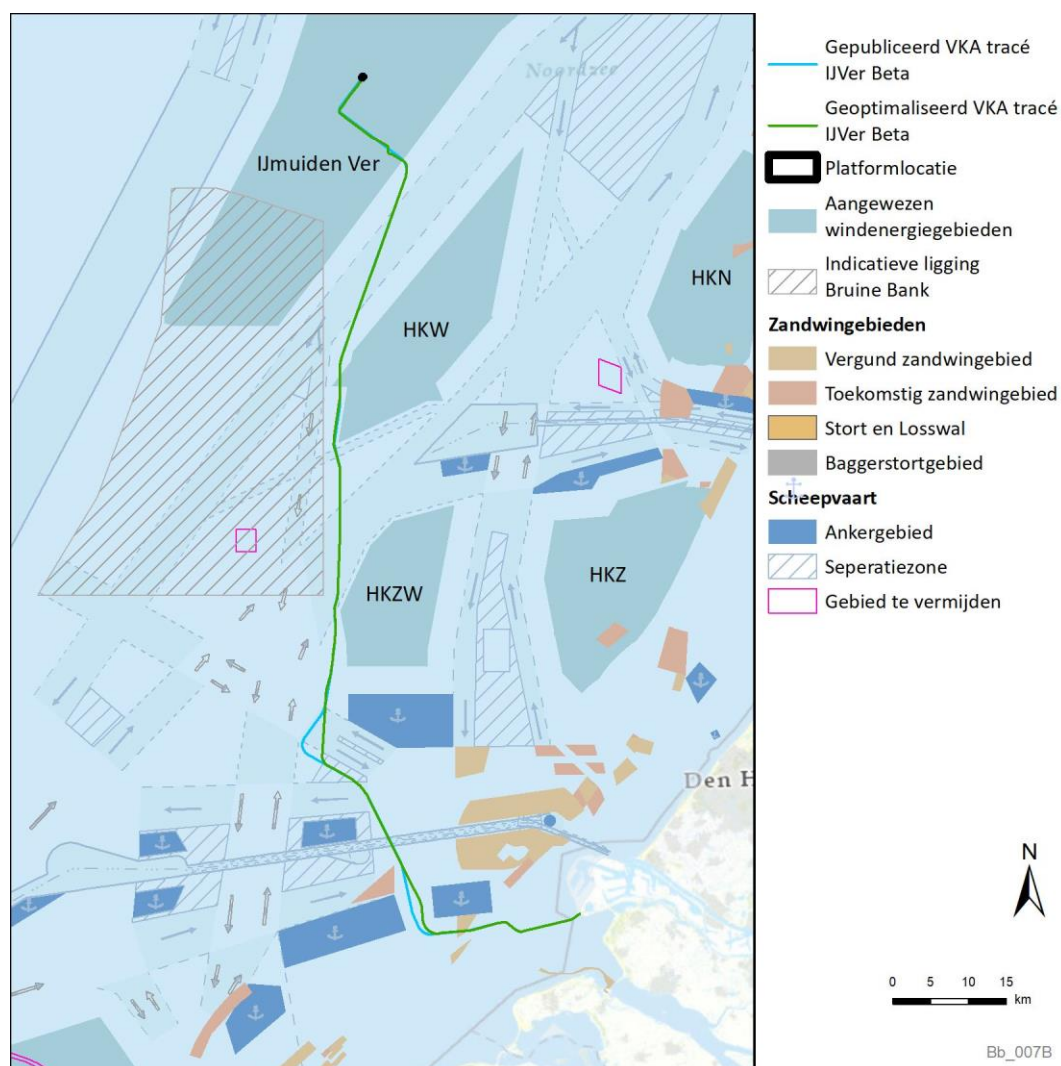 Noordzee
IJmuiden Ver
HKW
HKN
HKZW
HKZ
Den H
Gepubliceerd VKA tracé
IJVer Beta
Geoptimaliseerd VKA tracé
IJVer Beta
Platformlocatie
Aangewezen
windenergiegebieden
Indicatieve ligging
Bruine Bank
Zandwingebieden
Vergund zandwingebied
Toekomstig zandwingebied
Stort en Losswal
Baggerstortgebied
Scheepvaart
Ankergebied
Seperatiezone
Gebied te vermijden
N
0 5 10 15
km
Bb_007B